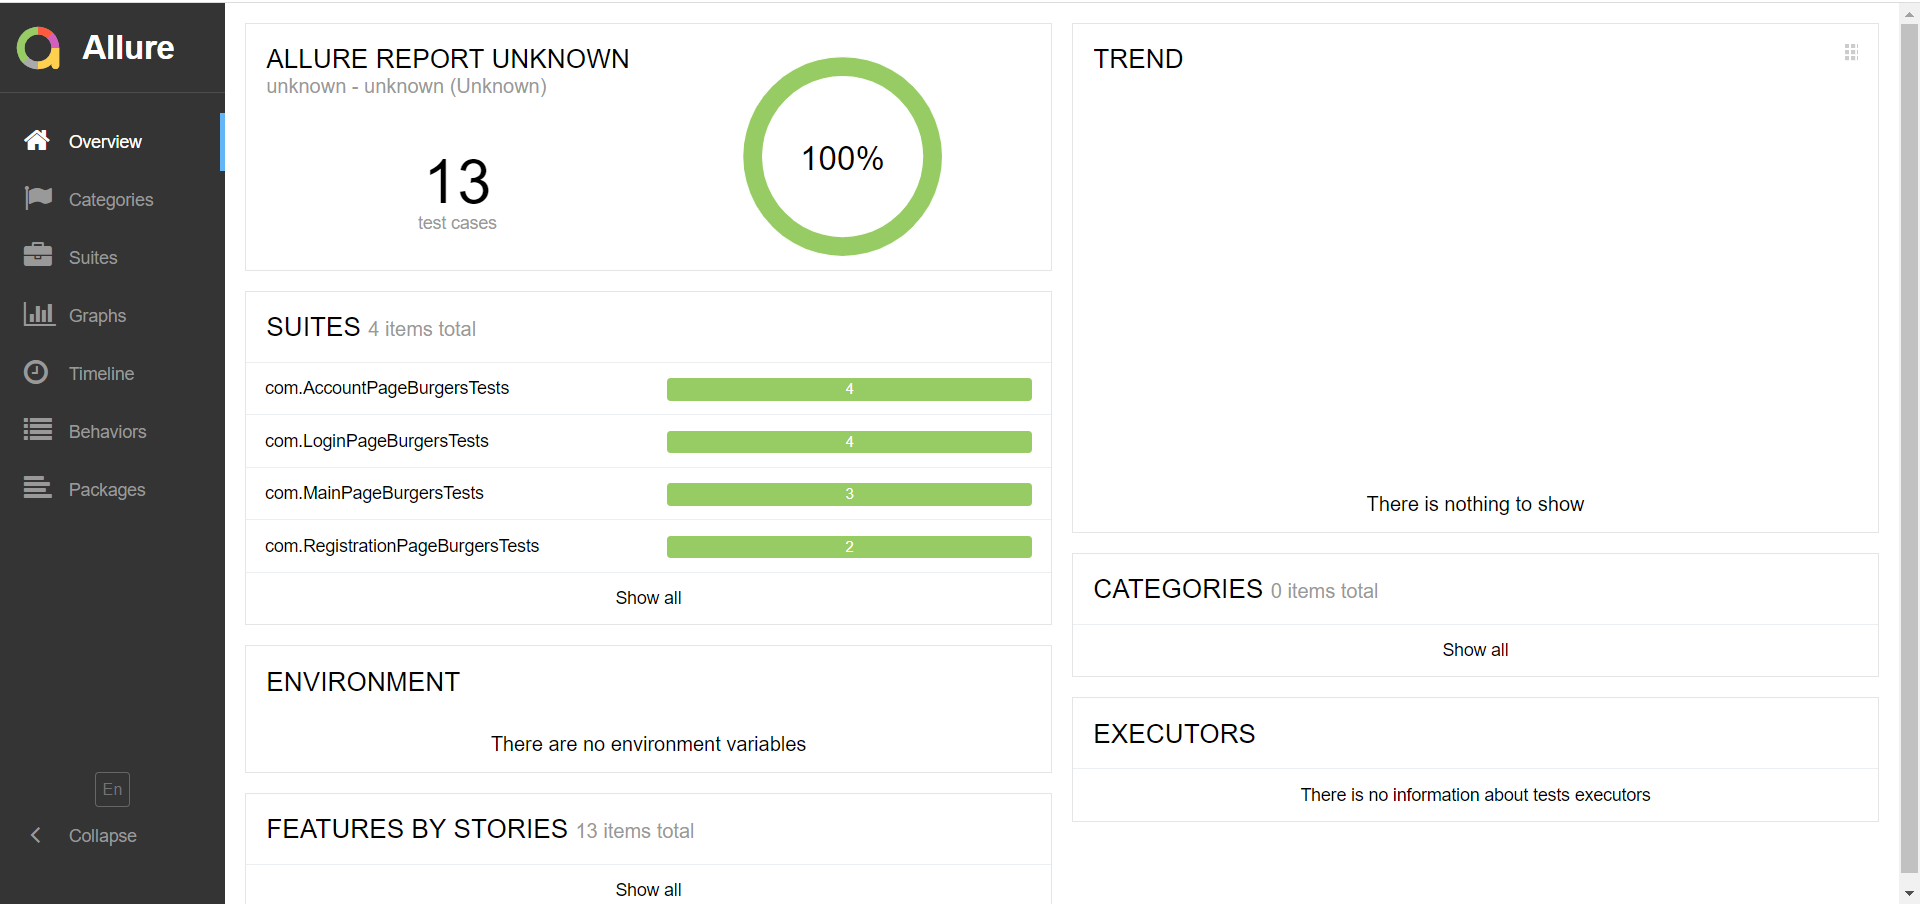 Allure
Overview
Categories
Suites
Graphs
Timeline
Behaviors
Packages
En
Collapse
ALLURE REPORT UNKNOWN
unknown - unknown (Unknown)
13
test cases
100%
SUITES 4 items total
com.AccountPageBurgersTests 4
com.LoginPageBurgersTests 4
com.MainPageBurgersTests 3
com.RegistrationPageBurgersTests 2
Show all
ENVIRONMENT
There are no environment variables
FEATURES BY STORIES 13 items total
Show all
TREND
There is nothing to show
CATEGORIES 0 items total
Show all
EXECUTORS
There is no information about tests executors